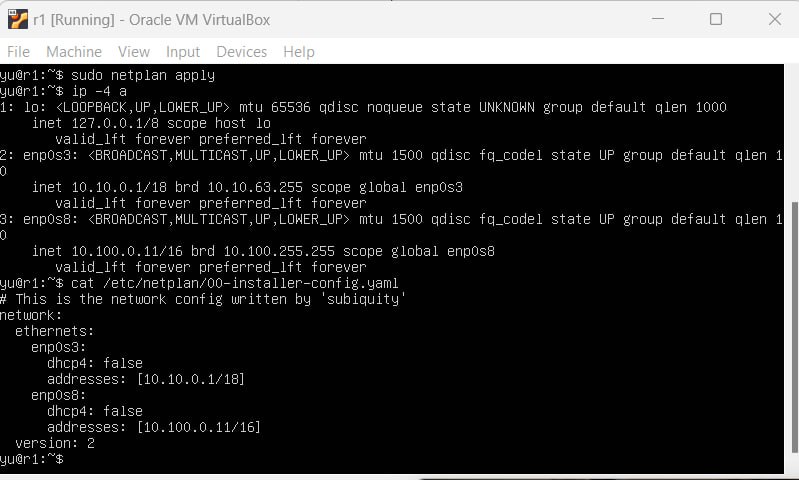 r1 [Running] - Oracle VM VirtualBox
File Machine View Input Devices Help
yu@r1:~$ sudo netplan apply
yu@r1:~$ ip -4 a
1: lo: <LOOPBACK,UP,LOWER_UP> mtu 65536 qdisc noqueue state UNKNOWN group default qlen 1000
    inet 127.0.0.1/8 scope host lo
       valid_lft forever preferred_lft forever
2: enp0s3: <BROADCAST,MULTICAST,UP,LOWER_UP> mtu 1500 qdisc fq_codel state UP group default qlen 1
0
    inet 10.10.0.1/18 brd 10.10.63.255 scope global enp0s3
       valid_lft forever preferred_lft forever
3: enp0s8: <BROADCAST,MULTICAST,UP,LOWER_UP> mtu 1500 qdisc fq_codel state UP group default qlen 1
0
    inet 10.100.0.11/16 brd 10.100.255.255 scope global enp0s8
       valid_lft forever preferred_lft forever
yu@r1:~$ cat /etc/netplan/00-installer-config.yaml
# This is the network config written by 'subiquity'
network:
  ethernets:
    enp0s3:
      dhcp4: false
      addresses: [10.10.0.1/18]
    enp0s8:
      dhcp4: false
      addresses: [10.100.0.11/16]
  version: 2
yu@r1:~$